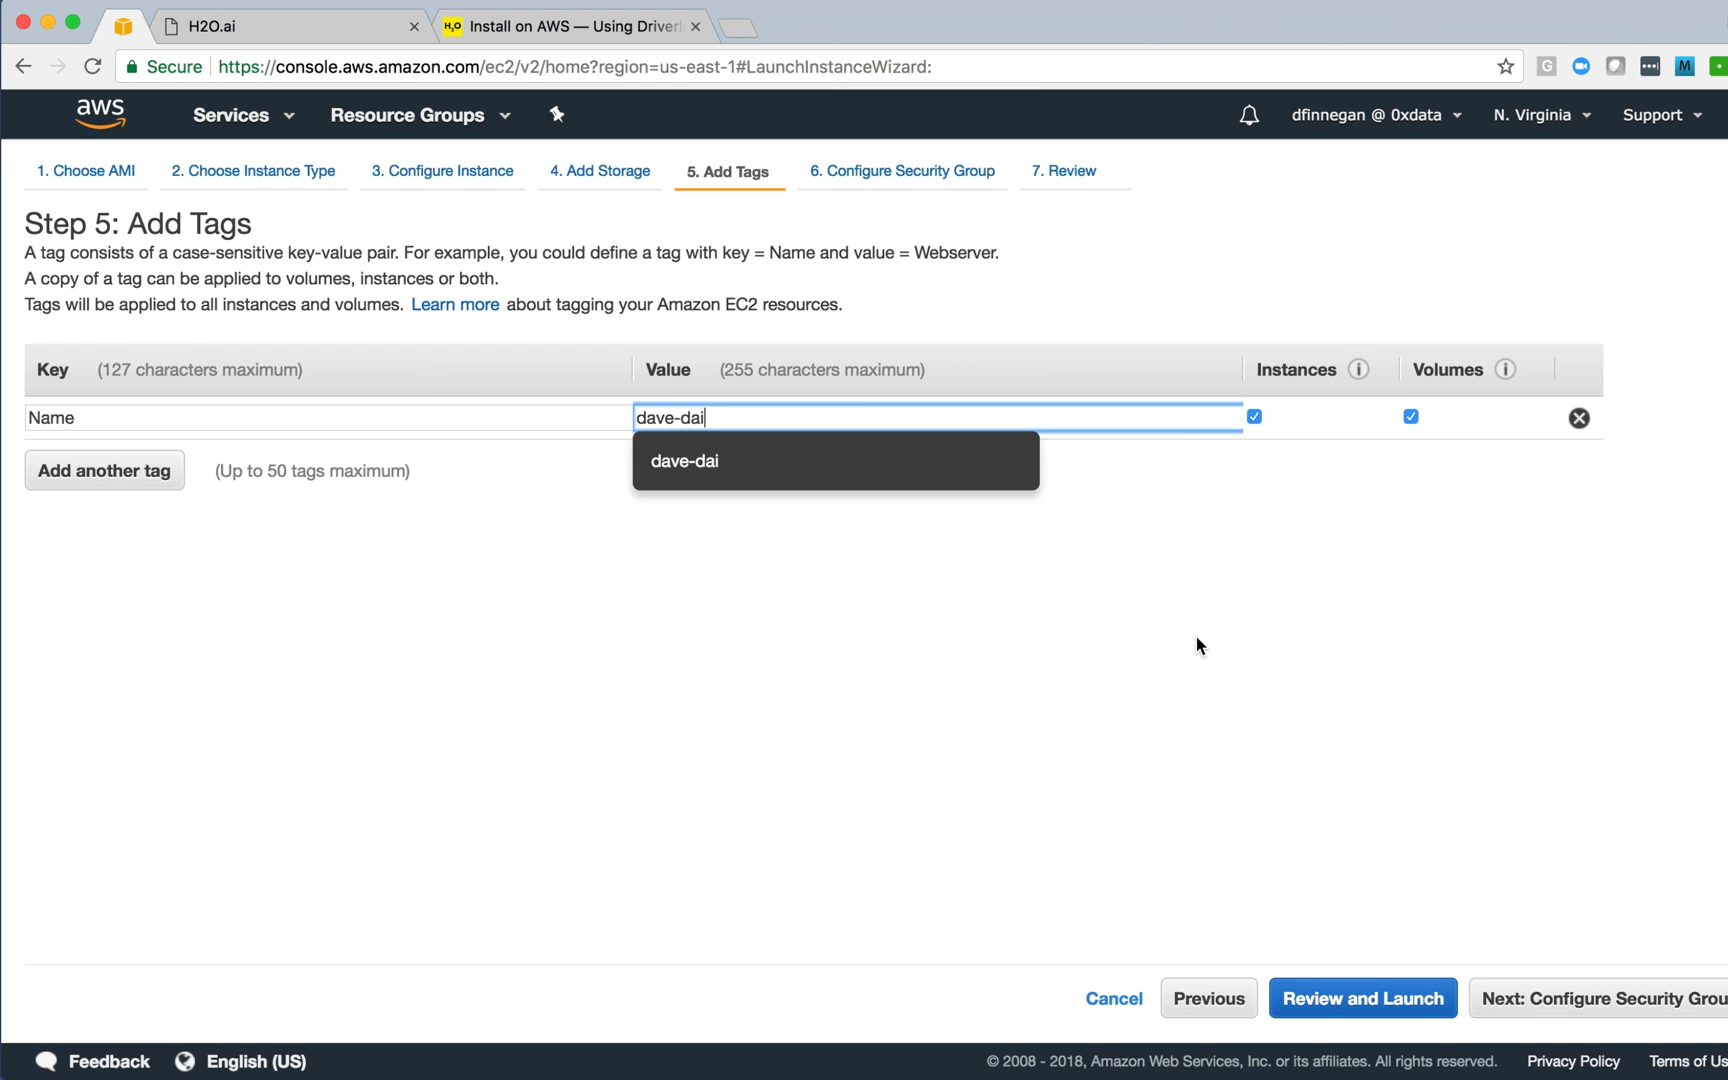 H2O.ai
H2O Install on AWS — Using Driverl
Secure https://console.aws.amazon.com/ec2/v2/home?region=us-east-1#LaunchInstanceWizard:
G M
aws Services Resource Groups dfinnegan @ 0xdata N. Virginia Support
1. Choose AMI 2. Choose Instance Type 3. Configure Instance 4. Add Storage 5. Add Tags 6. Configure Security Group 7. Review
Step 5: Add Tags
A tag consists of a case-sensitive key-value pair. For example, you could define a tag with key = Name and value = Webserver.
A copy of a tag can be applied to volumes, instances or both.
Tags will be applied to all instances and volumes. Learn more about tagging your Amazon EC2 resources.
Key (127 characters maximum) Value (255 characters maximum) Instances i Volumes i
Name dave-dai
dave-dai
Add another tag (Up to 50 tags maximum)
Cancel Previous Review and Launch Next: Configure Security Grou
Feedback English (US) © 2008 - 2018, Amazon Web Services, Inc. or its affiliates. All rights reserved. Privacy Policy Terms of Us